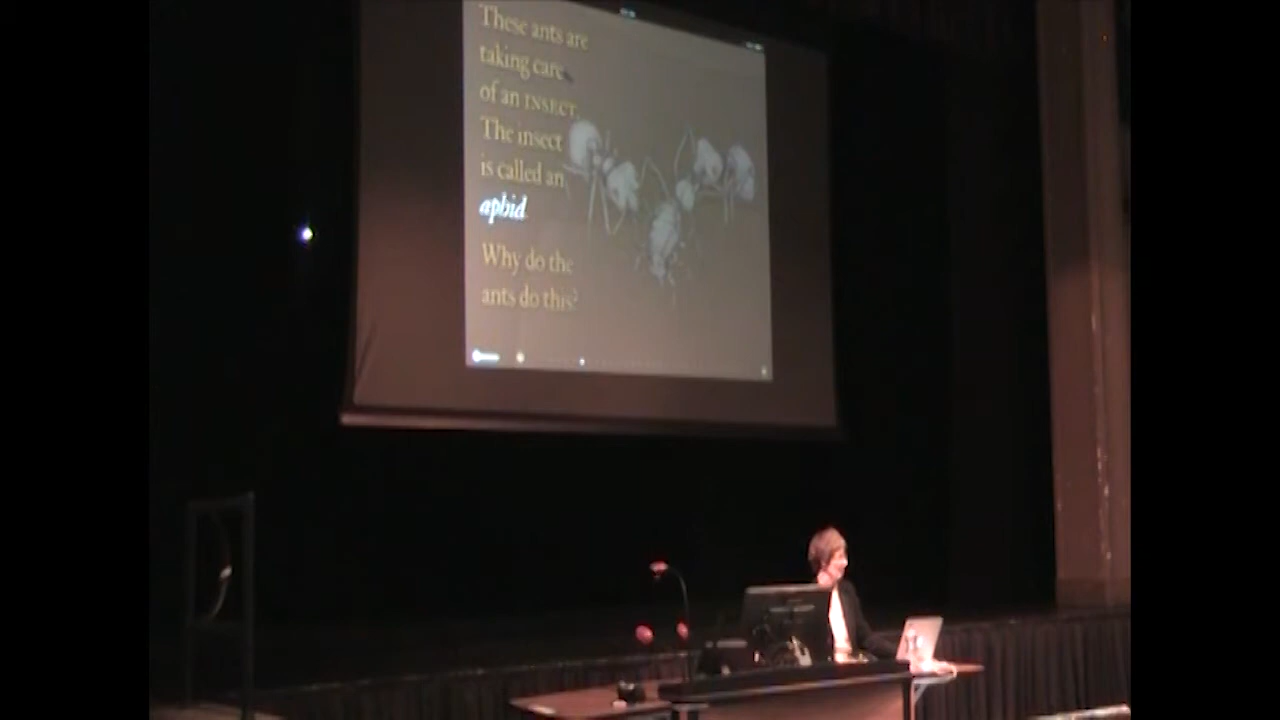 These ants are
taking care
of an INSECT.
The insect
is called an
aphid
Why do the
ants do this?